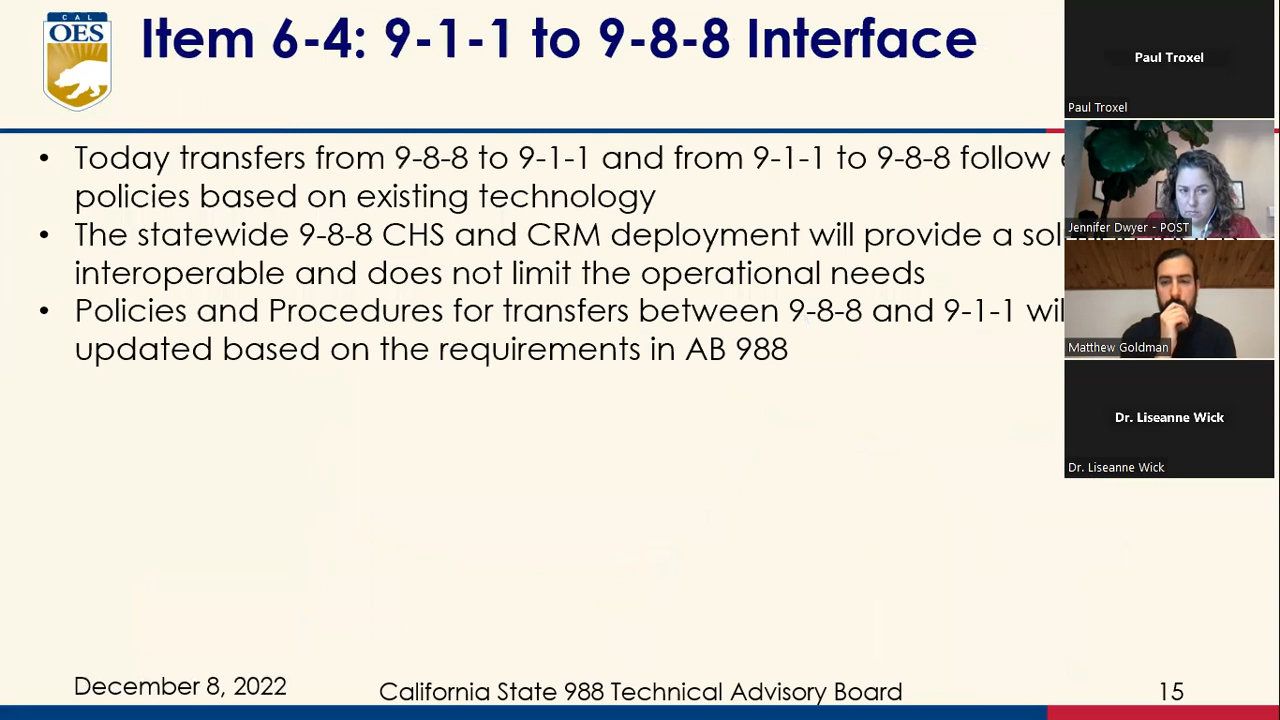 CAL
OES
Item 6-4: 9-1-1 to 9-8-8 Interface
• Today transfers from 9-8-8 to 9-1-1 and from 9-1-1 to 9-8-8 follow
policies based on existing technology
• The statewide 9-8-8 CHS and CRM deployment will provide a
interoperable and does not limit the operational needs
• Policies and Procedures for transfers between 9-8-8 and 9-1-1
updated based on the requirements in AB 988
December 8, 2022
California State 988 Technical Advisory Board
15
Paul Troxel
Paul Troxel
Jennifer Dwyer - POST
Matthew Goldman
Dr. Liseanne Wick
Dr. Liseanne Wick